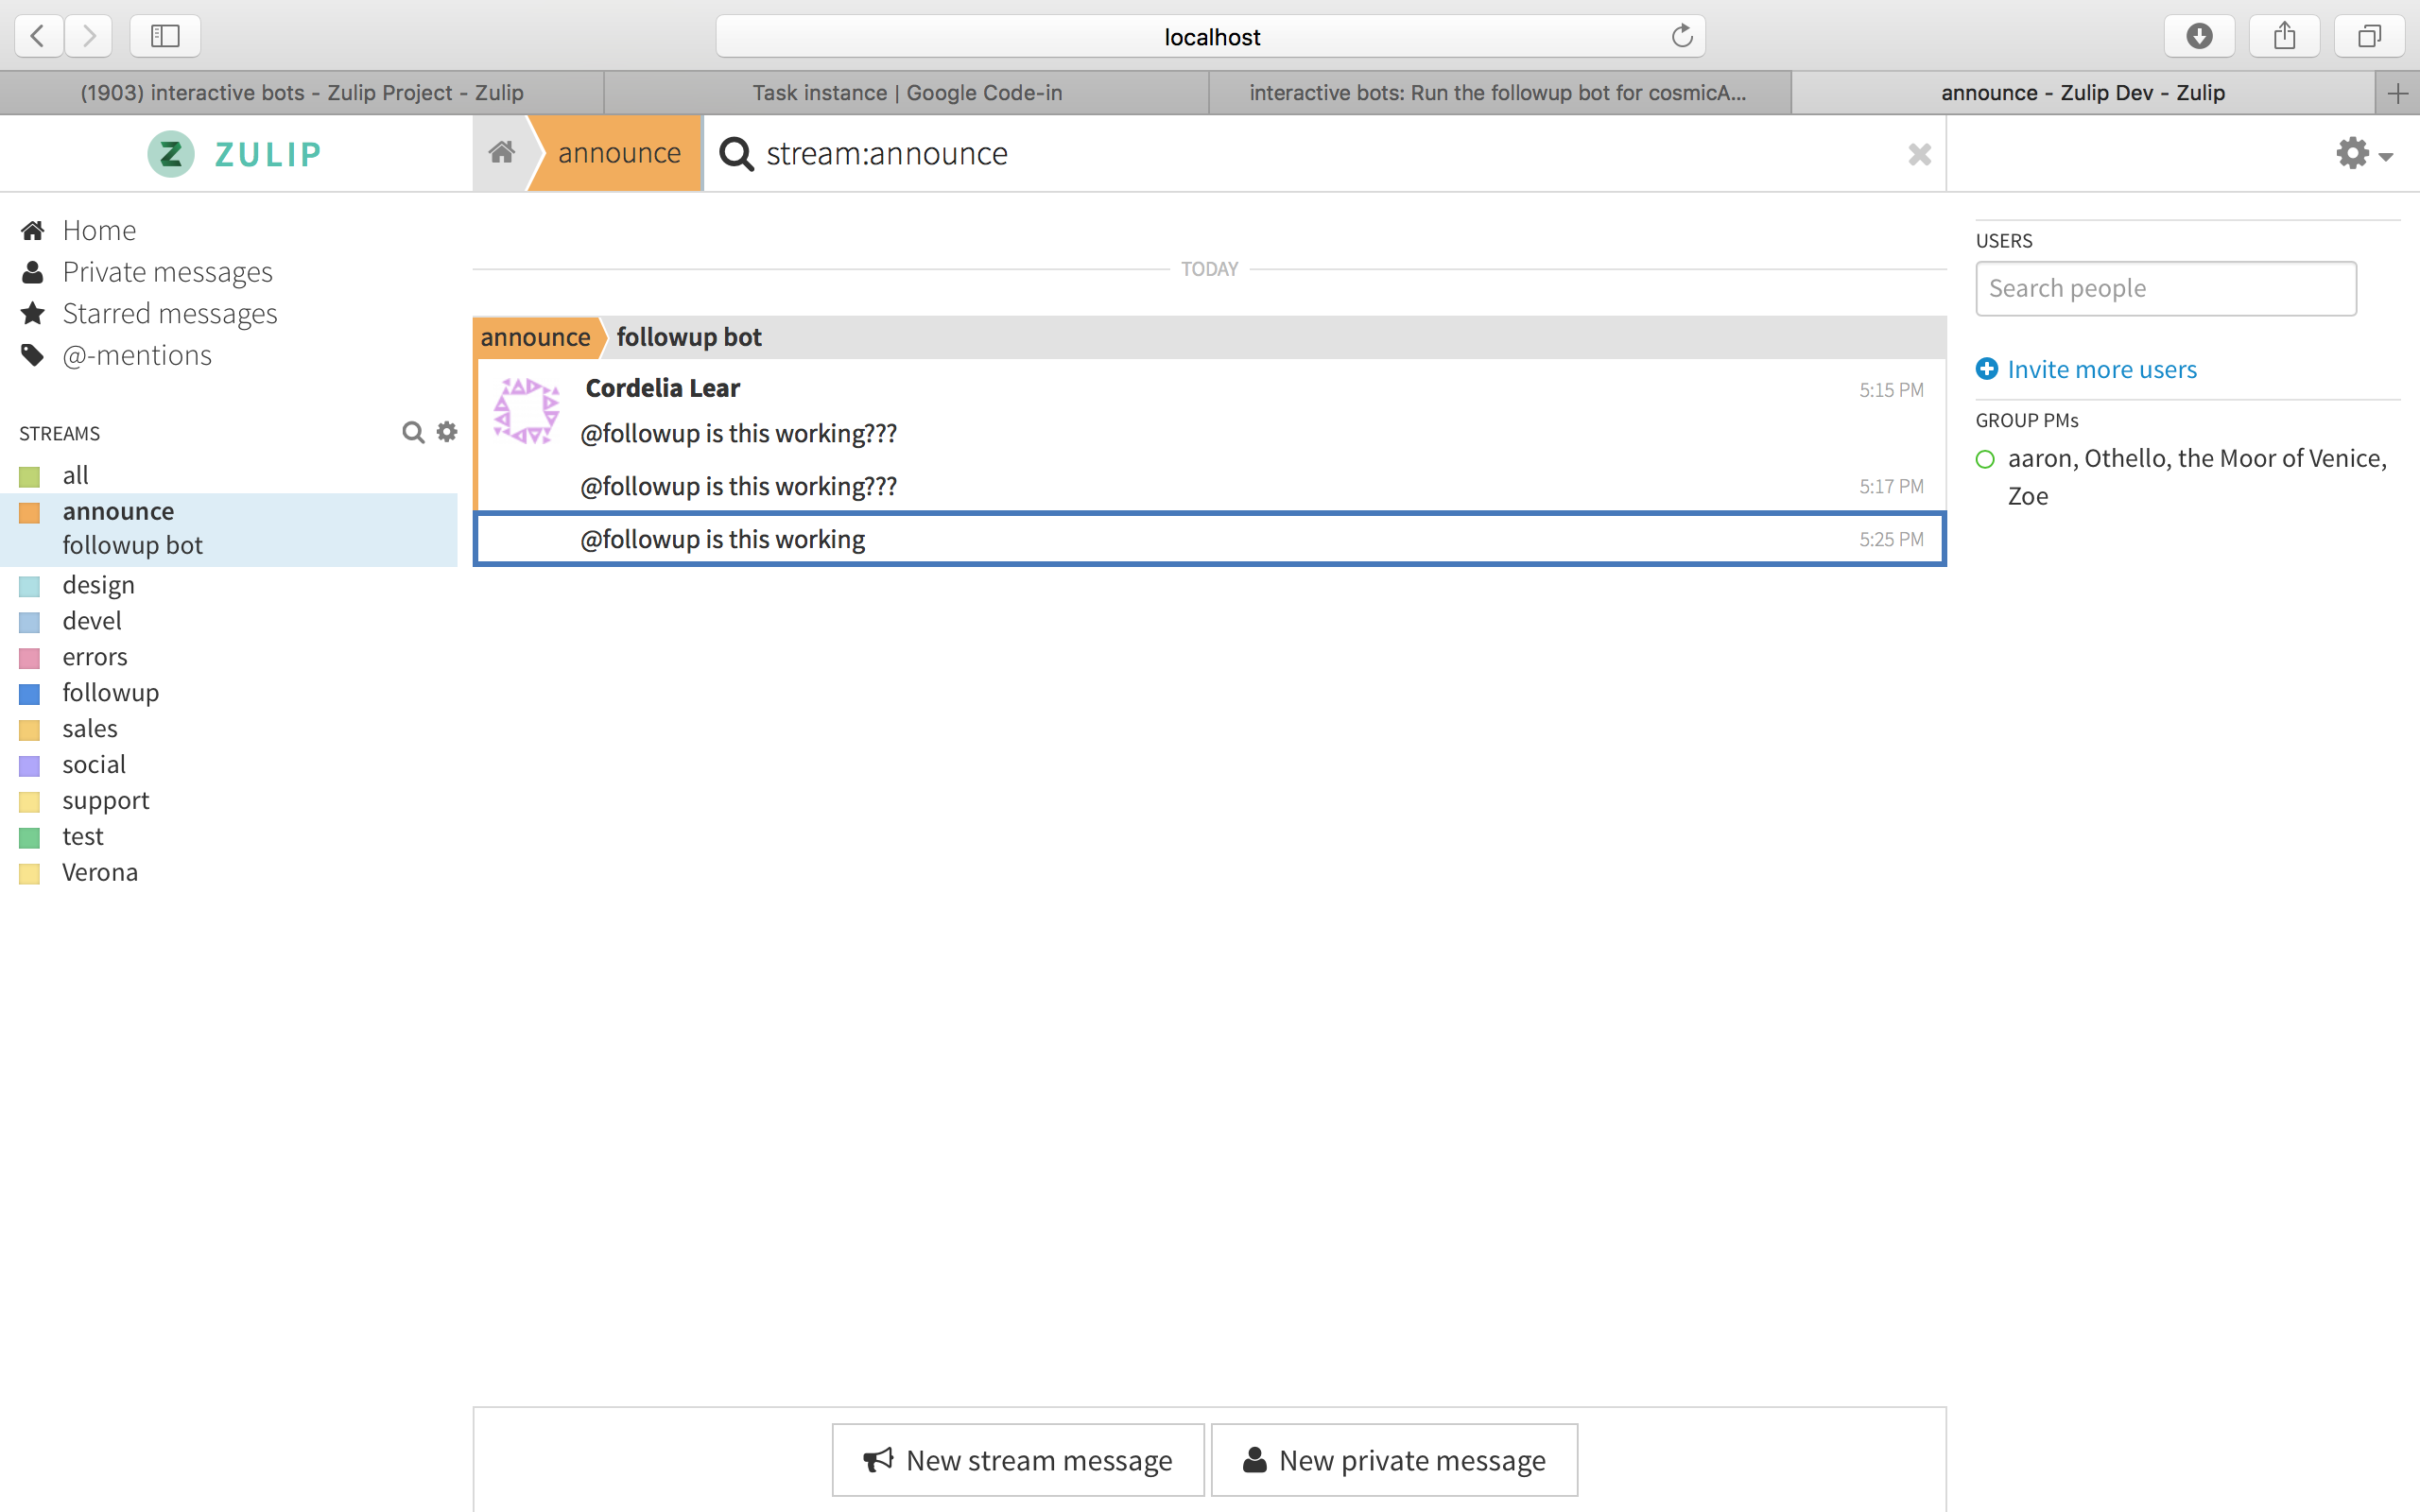 localhost
(1903) interactive bots - Zulip Project - Zulip
Task instance | Google Code-in
interactive bots: Run the followup bot for cosmicA...
announce - Zulip Dev - Zulip
ZULIP
announce
stream:announce
Home
Private messages
Starred messages
@-mentions
STREAMS
all
announce
followup bot
design
devel
errors
followup
sales
social
support
test
Verona
TODAY
announce
followup bot
Cordelia Lear
5:15 PM
@followup is this working???
@followup is this working???
5:17 PM
@followup is this working
5:25 PM
New stream message
New private message
USERS
Search people
Invite more users
GROUP PMs
aaron, Othello, the Moor of Venice,
Zoe